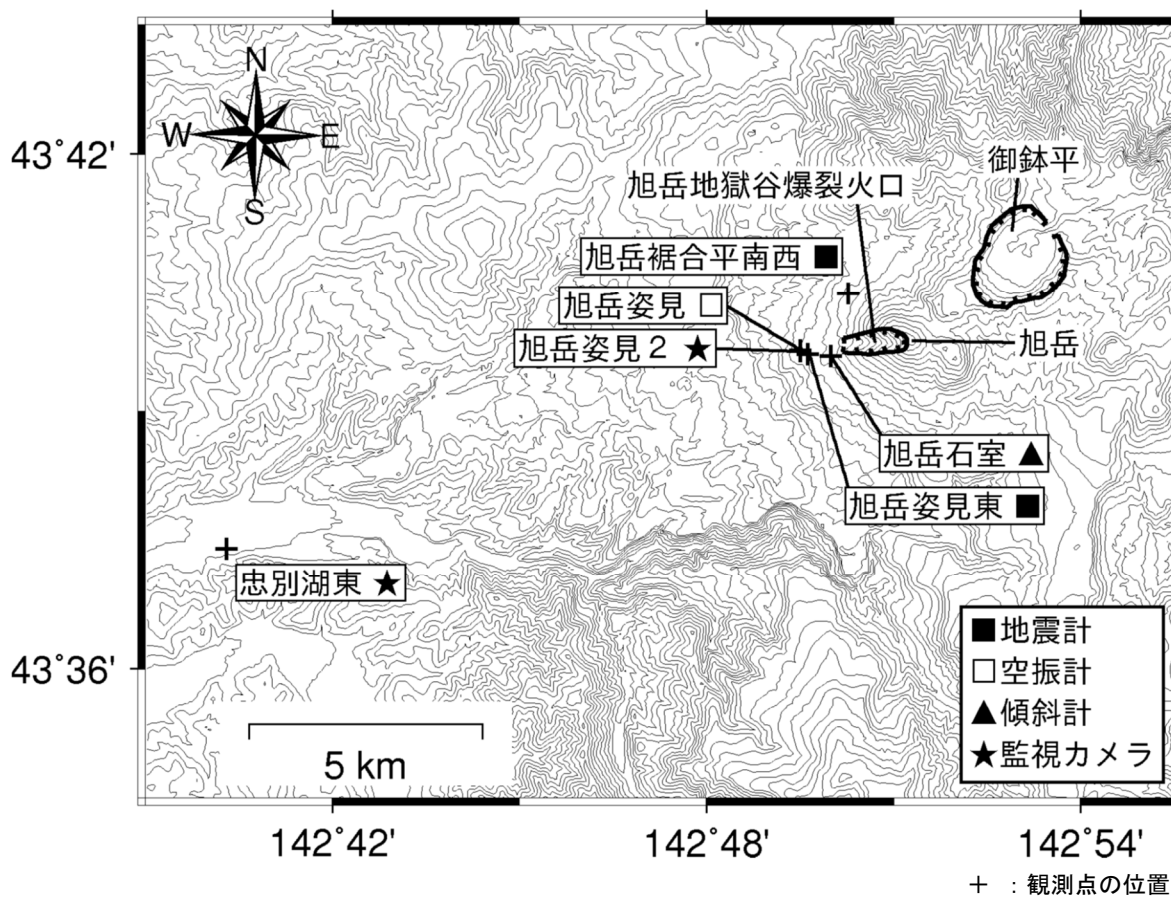 N
W
E
S
43°42'
御鉢平
旭岳地獄谷爆裂火口
旭岳裾合平南西 ■
旭岳姿見 □
旭岳姿見2 ★
旭岳
旭岳石室 ▲
旭岳姿見東 ■
忠別湖東 ★
43°36'
5 km
■地震計
□空振計
▲傾斜計
★監視カメラ
142°42'
142°48'
142°54'
+ :観測点の位置